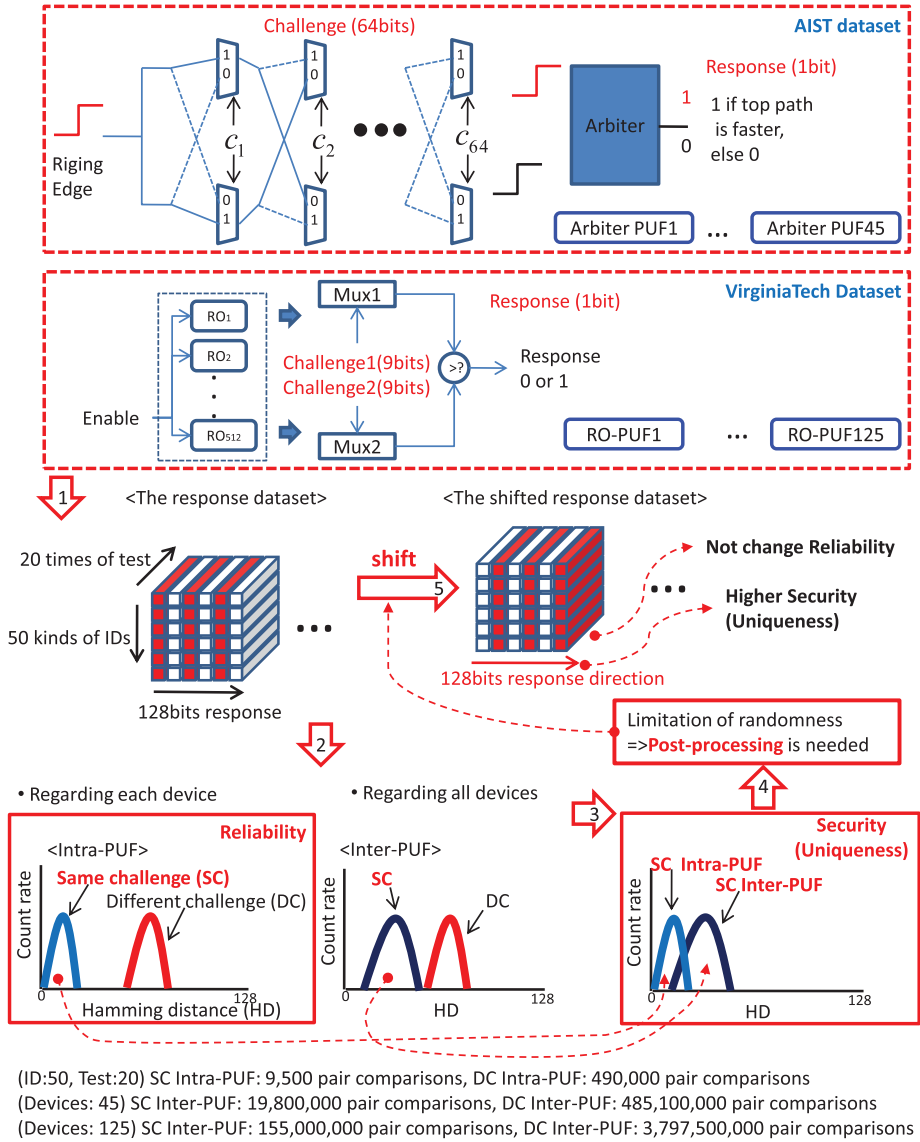 Challenge (64bits)
AIST dataset
1
0
1
0
1
0
Response (1bit)
Riging
Edge
c1
c2
c64
Arbiter
1
0
1 if top path
is faster,
else 0
0
1
0
1
0
1
Arbiter PUF1
...
Arbiter PUF45
VirginiaTech Dataset
RO1
RO2
RO512
Enable
Mux1
Challenge1(9bits)
Challenge2(9bits)
Mux2
Response (1bit)
>?
Response
0 or 1
RO-PUF1
...
RO-PUF125
1
<The response dataset>
<The shifted response dataset>
20 times of test
50 kinds of IDs
128bits response
...
shift
5
128bits response direction
Not change Reliability
...
Higher Security
(Uniqueness)
2
Limitation of randomness
=>Post-processing is needed
4
• Regarding each device
• Regarding all devices
3
Reliability
<Intra-PUF>
Same challenge (SC)
Different challenge (DC)
Count rate
0
128
Hamming distance (HD)
<Inter-PUF>
SC
DC
Count rate
0
128
HD
Security
(Uniqueness)
SC Intra-PUF
SC Inter-PUF
Count rate
0
128
HD
(ID:50, Test:20) SC Intra-PUF: 9,500 pair comparisons, DC Intra-PUF: 490,000 pair comparisons
(Devices: 45) SC Inter-PUF: 19,800,000 pair comparisons, DC Inter-PUF: 485,100,000 pair comparisons
(Devices: 125) SC Inter-PUF: 155,000,000 pair comparisons, DC Inter-PUF: 3,797,500,000 pair comparisons